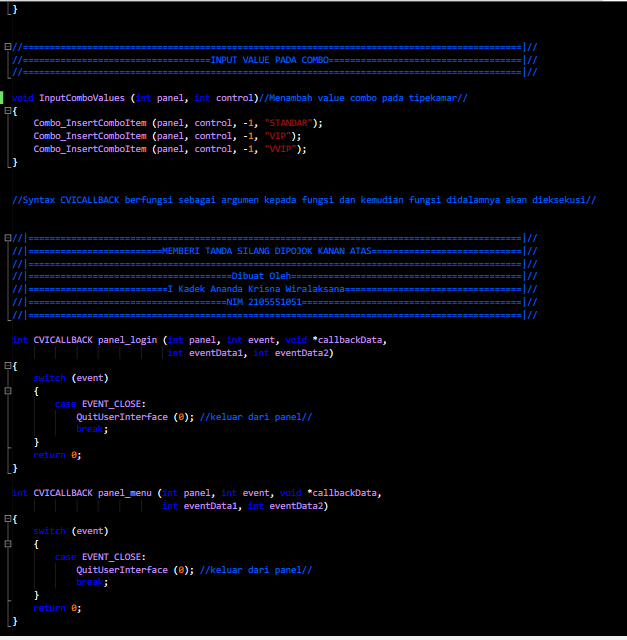 }
//==============================================================================================|//
//===================================INPUT VALUE PADA COMBO====================================|//
//==============================================================================================|//
void InputComboValues (int panel, int control)//Menambah value combo pada tipekamar//
{
    Combo_InsertComboItem (panel, control, -1, "STANDAR");
    Combo_InsertComboItem (panel, control, -1, "VIP");
    Combo_InsertComboItem (panel, control, -1, "VVIP");
}
//Syntax CVICALLBACK berfungsi sebagai argumen kepada fungsi dan kemudian fungsi didalamnya akan dieksekusi//
//|============================================================================================|//
//|=========================MEMBERI TANDA SILANG DIPOJOK KANAN ATAS============================|//
//|============================================================================================|//
//|======================================Dibuat Oleh===========================================|//
//|==========================I Kadek Ananda Krisna Wiralaksana=================================|//
//|=====================================NIM 2105551051=========================================|//
//|============================================================================================|//
int CVICALLBACK panel_login (int panel, int event, void *callbackData,
                             int eventData1, int eventData2)
{
    switch (event)
    {
        case EVENT_CLOSE:
            QuitUserInterface (0); //keluar dari panel//
            break;
    }
    return 0;
}
int CVICALLBACK panel_menu (int panel, int event, void *callbackData,
                            int eventData1, int eventData2)
{
    switch (event)
    {
        case EVENT_CLOSE:
            QuitUserInterface (0); //keluar dari panel//
            break;
    }
    return 0;
}